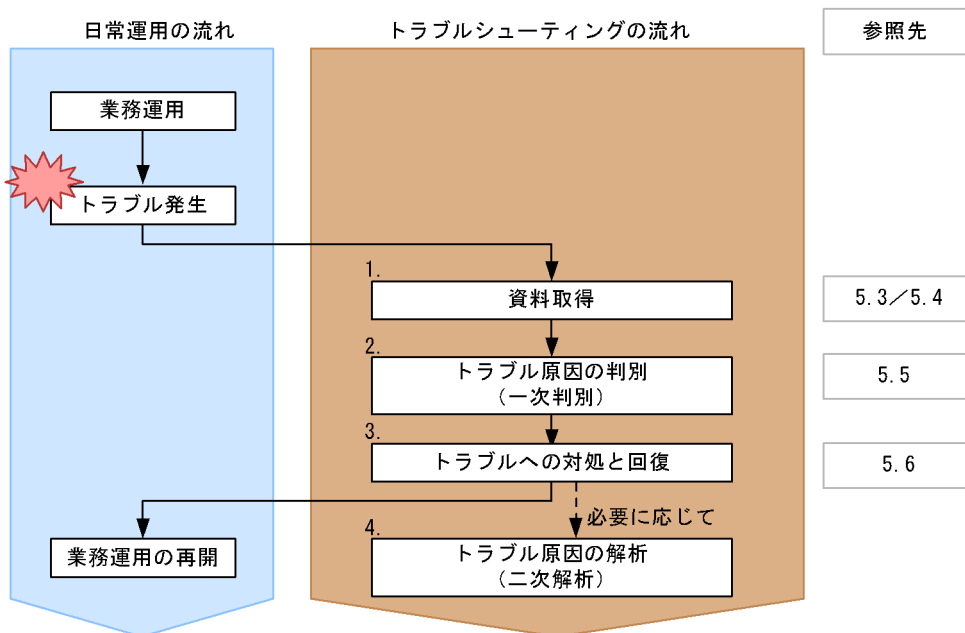 日常運用の流れ
トラブルシューティングの流れ
参照先
業務運用
トラブル発生
1.
資料取得
5.3／5.4
2.
トラブル原因の判別
（一次判別）
5.5
3.
トラブルへの対処と回復
5.6
必要に応じて
4.
業務運用の再開
トラブル原因の解析
（二次解析）